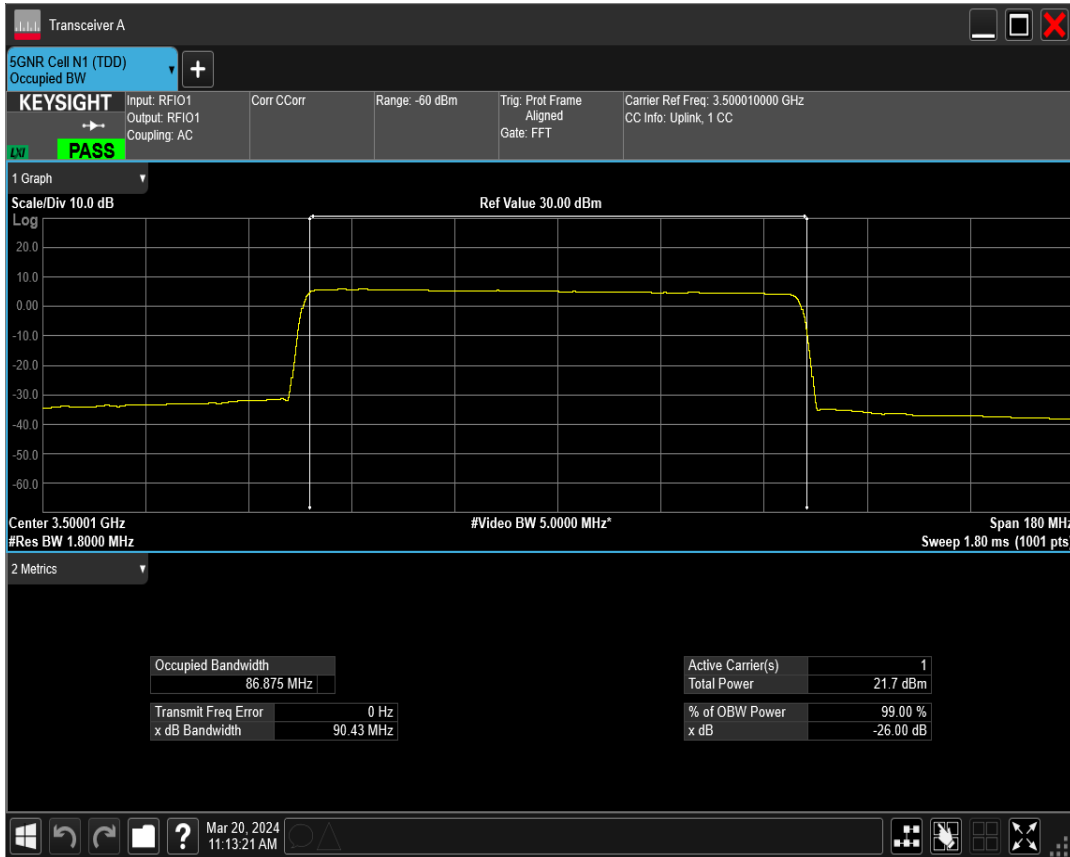 Transceiver A
5GNR Cell N1 (TDD)
Occupied BW
KEYSIGHT
LXI
PASS
Input: RFIO1
Output: RFIO1
Coupling: AC
Corr CCorr
Range: -60 dBm
Trig: Prot Frame
Aligned
Gate: FFT
Carrier Ref Freq: 3.500010000 GHz
CC Info: Uplink, 1 CC
1 Graph
Scale/Div 10.0 dB
Ref Value 30.00 dBm
Log
20.0
10.0
0.00
-10.0
-20.0
-30.0
-40.0
-50.0
-60.0
Center 3.50001 GHz
#Video BW 5.0000 MHz*
Span 180 MHz
#Res BW 1.8000 MHz
Sweep 1.80 ms (1001 pts)
2 Metrics
Occupied Bandwidth
86.875 MHz
Transmit Freq Error 0 Hz
x dB Bandwidth 90.43 MHz
Active Carrier(s) 1
Total Power 21.7 dBm
% of OBW Power 99.00 %
x dB -26.00 dB
Mar 20, 2024
11:13:21 AM